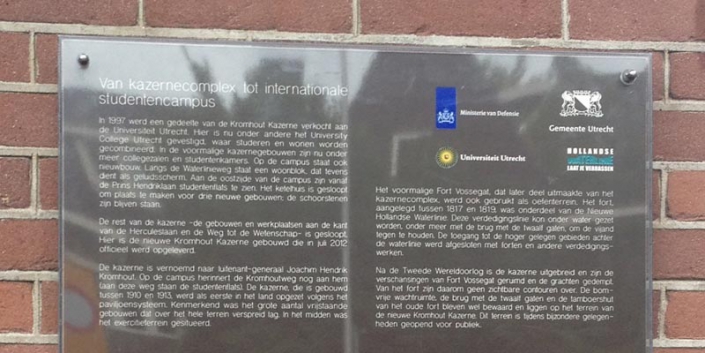 Van kazernecomplex tot internationale
studentencampus
In 1997 werd een gedeelte van de Kromhout Kazerne verkocht aan
de Universiteit Utrecht. Hier is nu onder andere het University
College Utrecht gevestigd, waar studeren en wonen worden
gecombineerd. In de voormalige kazernegebouwen zijn nu onder
meer collegezalen en studentenkamers. Op de campus staat ook
nieuwbouw. Langs de Waterlinieweg staat een woonblok, dat tevens
dient als geluidsscherm. Aan de oostzijde van de campus zijn vanaf
de Prins Hendriklaan studentenflats te zien. Het ketelhuis is gesloopt
om plaats te maken voor drie nieuwe gebouwen; de schoorstenen
zijn blijven staan.
De rest van de kazerne -de gebouwen en werkplaatsen aan de kant
van de Herculeslaan en de Weg tot de Wetenschap- is gesloopt.
Hier is de nieuwe Kromhout Kazerne gebouwd die in juli 2012
officieel werd opgeleverd.
De kazerne is vernoemd naar luitenant-generaal Joachim Hendrik
Kromhout. Op de campus herinnert de Kromhoutweg nog aan hem
(aan deze weg staan de studentenflats). De kazerne, die is gebouwd
tussen 1910 en 1913, werd als eerste in het land opgezet volgens het
paviljoensysteem. Kenmerkend was het grote aantal vrijstaande
gebouwen dat over het hele terrein verspreid lag. In het midden was
het exercitieterrein gesitueerd.
Ministerie van Defensie
Gemeente Utrecht
Universiteit Utrecht
HOLLANDSE
WATERLINIE
LAAT JE VERRASSEN
Het voormalige Fort Vossegat, dat later deel uitmaakte van het
kazernecomplex, werd ook gebruikt als oefenterrein. Het fort,
aangelegd tussen 1817 en 1819, was onderdeel van de Nieuwe
Hollandse Waterlinie. Deze verdedigingslinie kon onder water gezet
worden, onder meer met de brug met de twaalf gaten, om de vijand
tegen te houden. De toegang tot de hoger gelegen gebieden achter
de waterlinie werd afgesloten met forten en andere verdedigings-
werken.
Na de Tweede Wereldoorlog is de kazerne uitgebreid en zijn de
verschansingen van Fort Vossegat geruimd en de grachten gedempt.
Van het fort zijn daarom geen zichtbare contouren over. De bom-
vrije wachtruimte, de brug met de twaalf gaten en de tamboershut
van het oude fort bleven wel bewaard en liggen op het terrein van
de nieuwe Kromhout Kazerne. Dit terrein is tijdens bijzondere gelegen-
heden geopend voor publiek.